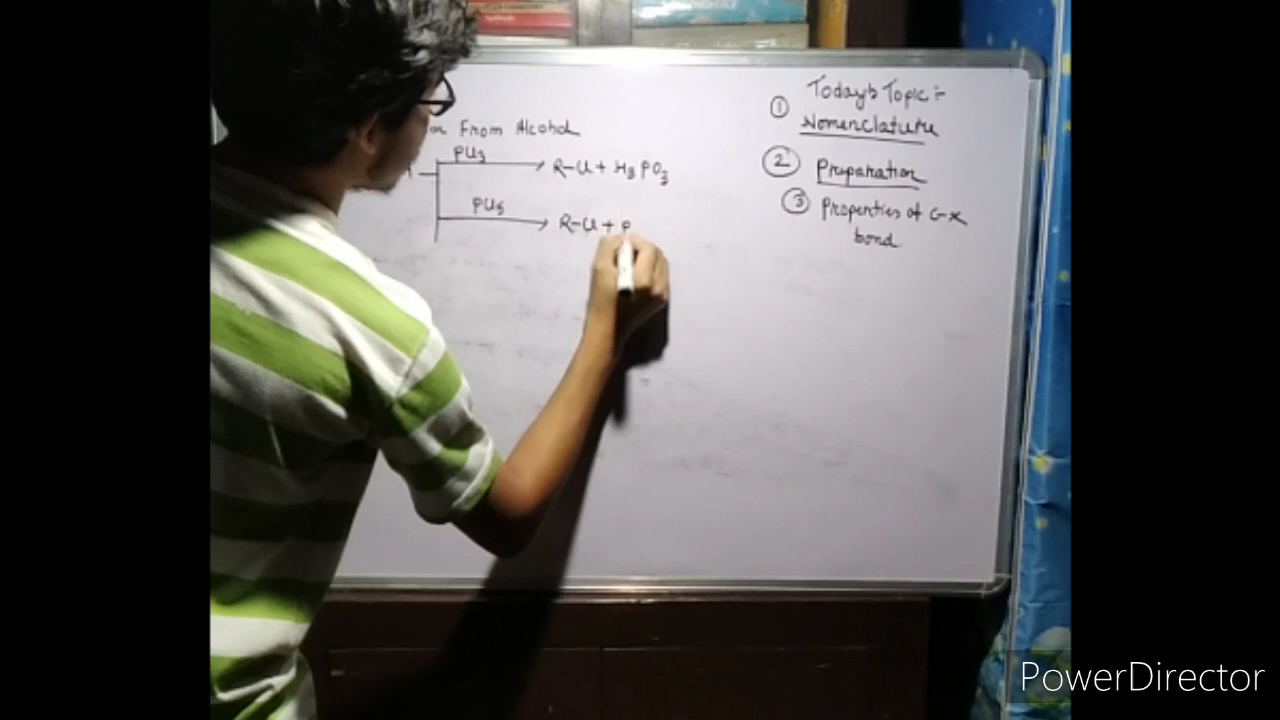 From Alcohol
PCl3
R-Cl + H3PO3
PCl5
R-Cl + P
Today's Topic :-
① Nomenclature
② Preparation
③ Properties of C-X
bond.
PowerDirector